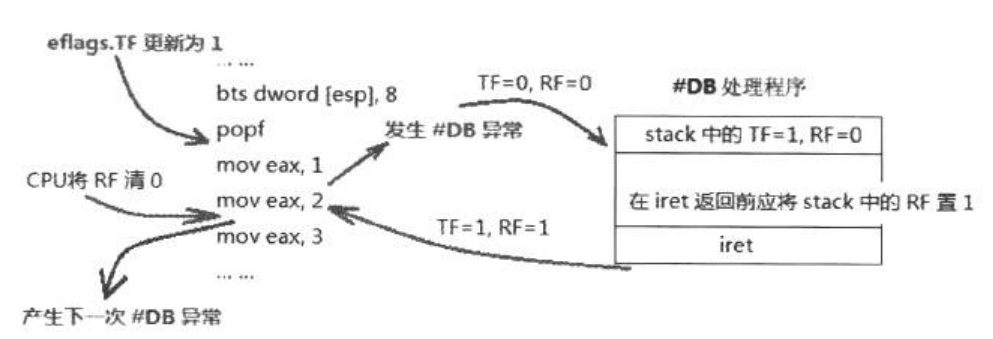 eflags.TF 更新为 1
... ...
bts dword [esp], 8
popf
mov eax, 1
mov eax, 2
mov eax, 3
... ...
CPU将 RF 清 0
产生下一次 #DB 异常
发生 #DB 异常
TF=0, RF=0
TF=1, RF=1
#DB 处理程序
stack 中的 TF=1, RF=0
在 iret 返回前应将 stack 中的 RF 置 1
iret